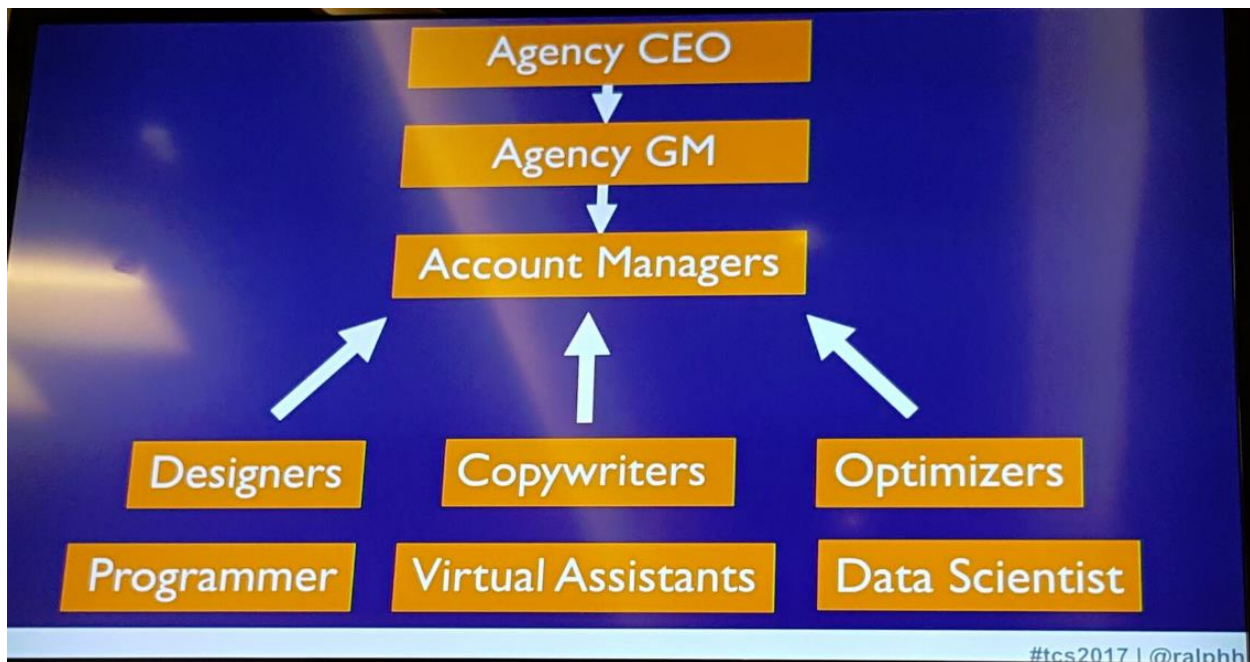 Agency CEO
Agency GM
Account Managers
Designers Copywriters Optimizers
Programmer Virtual Assistants Data Scientist
#tcs2017 | @ralphh